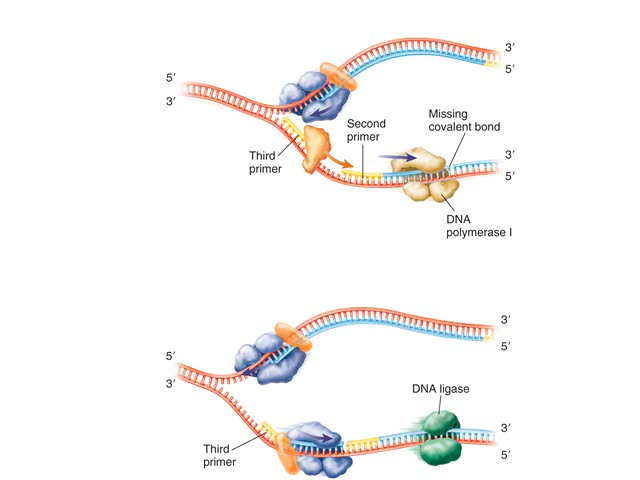 3′
5′
5′
3′
Missing
covalent bond
Second
primer
Third
primer
3′
5′
DNA
polymerase I
3′
5′
5′
3′
DNA ligase
3′
5′
Third
primer